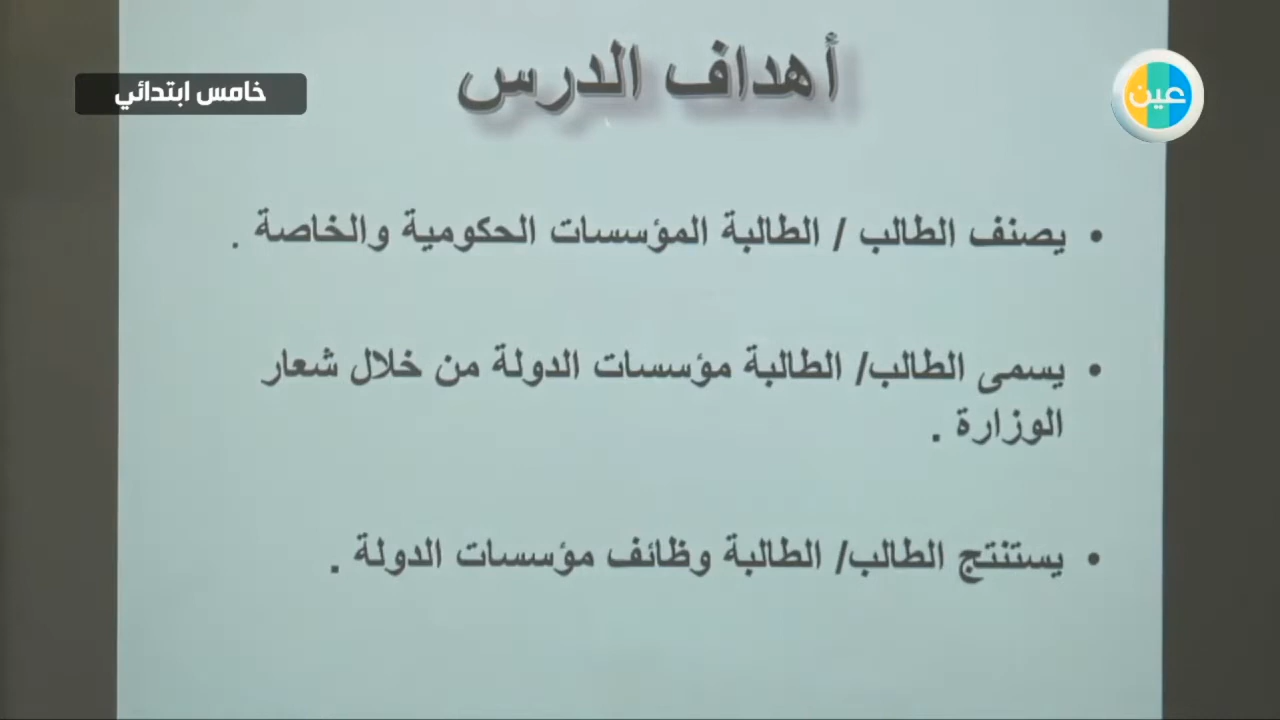 أهداف الدرس
خامس ابتدائي
عين
• يصنف الطالب / الطالبة المؤسسات الحكومية والخاصة .
• يسمى الطالب/ الطالبة مؤسسات الدولة من خلال شعار
الوزارة .
• يستنتج الطالب/ الطالبة وظائف مؤسسات الدولة .